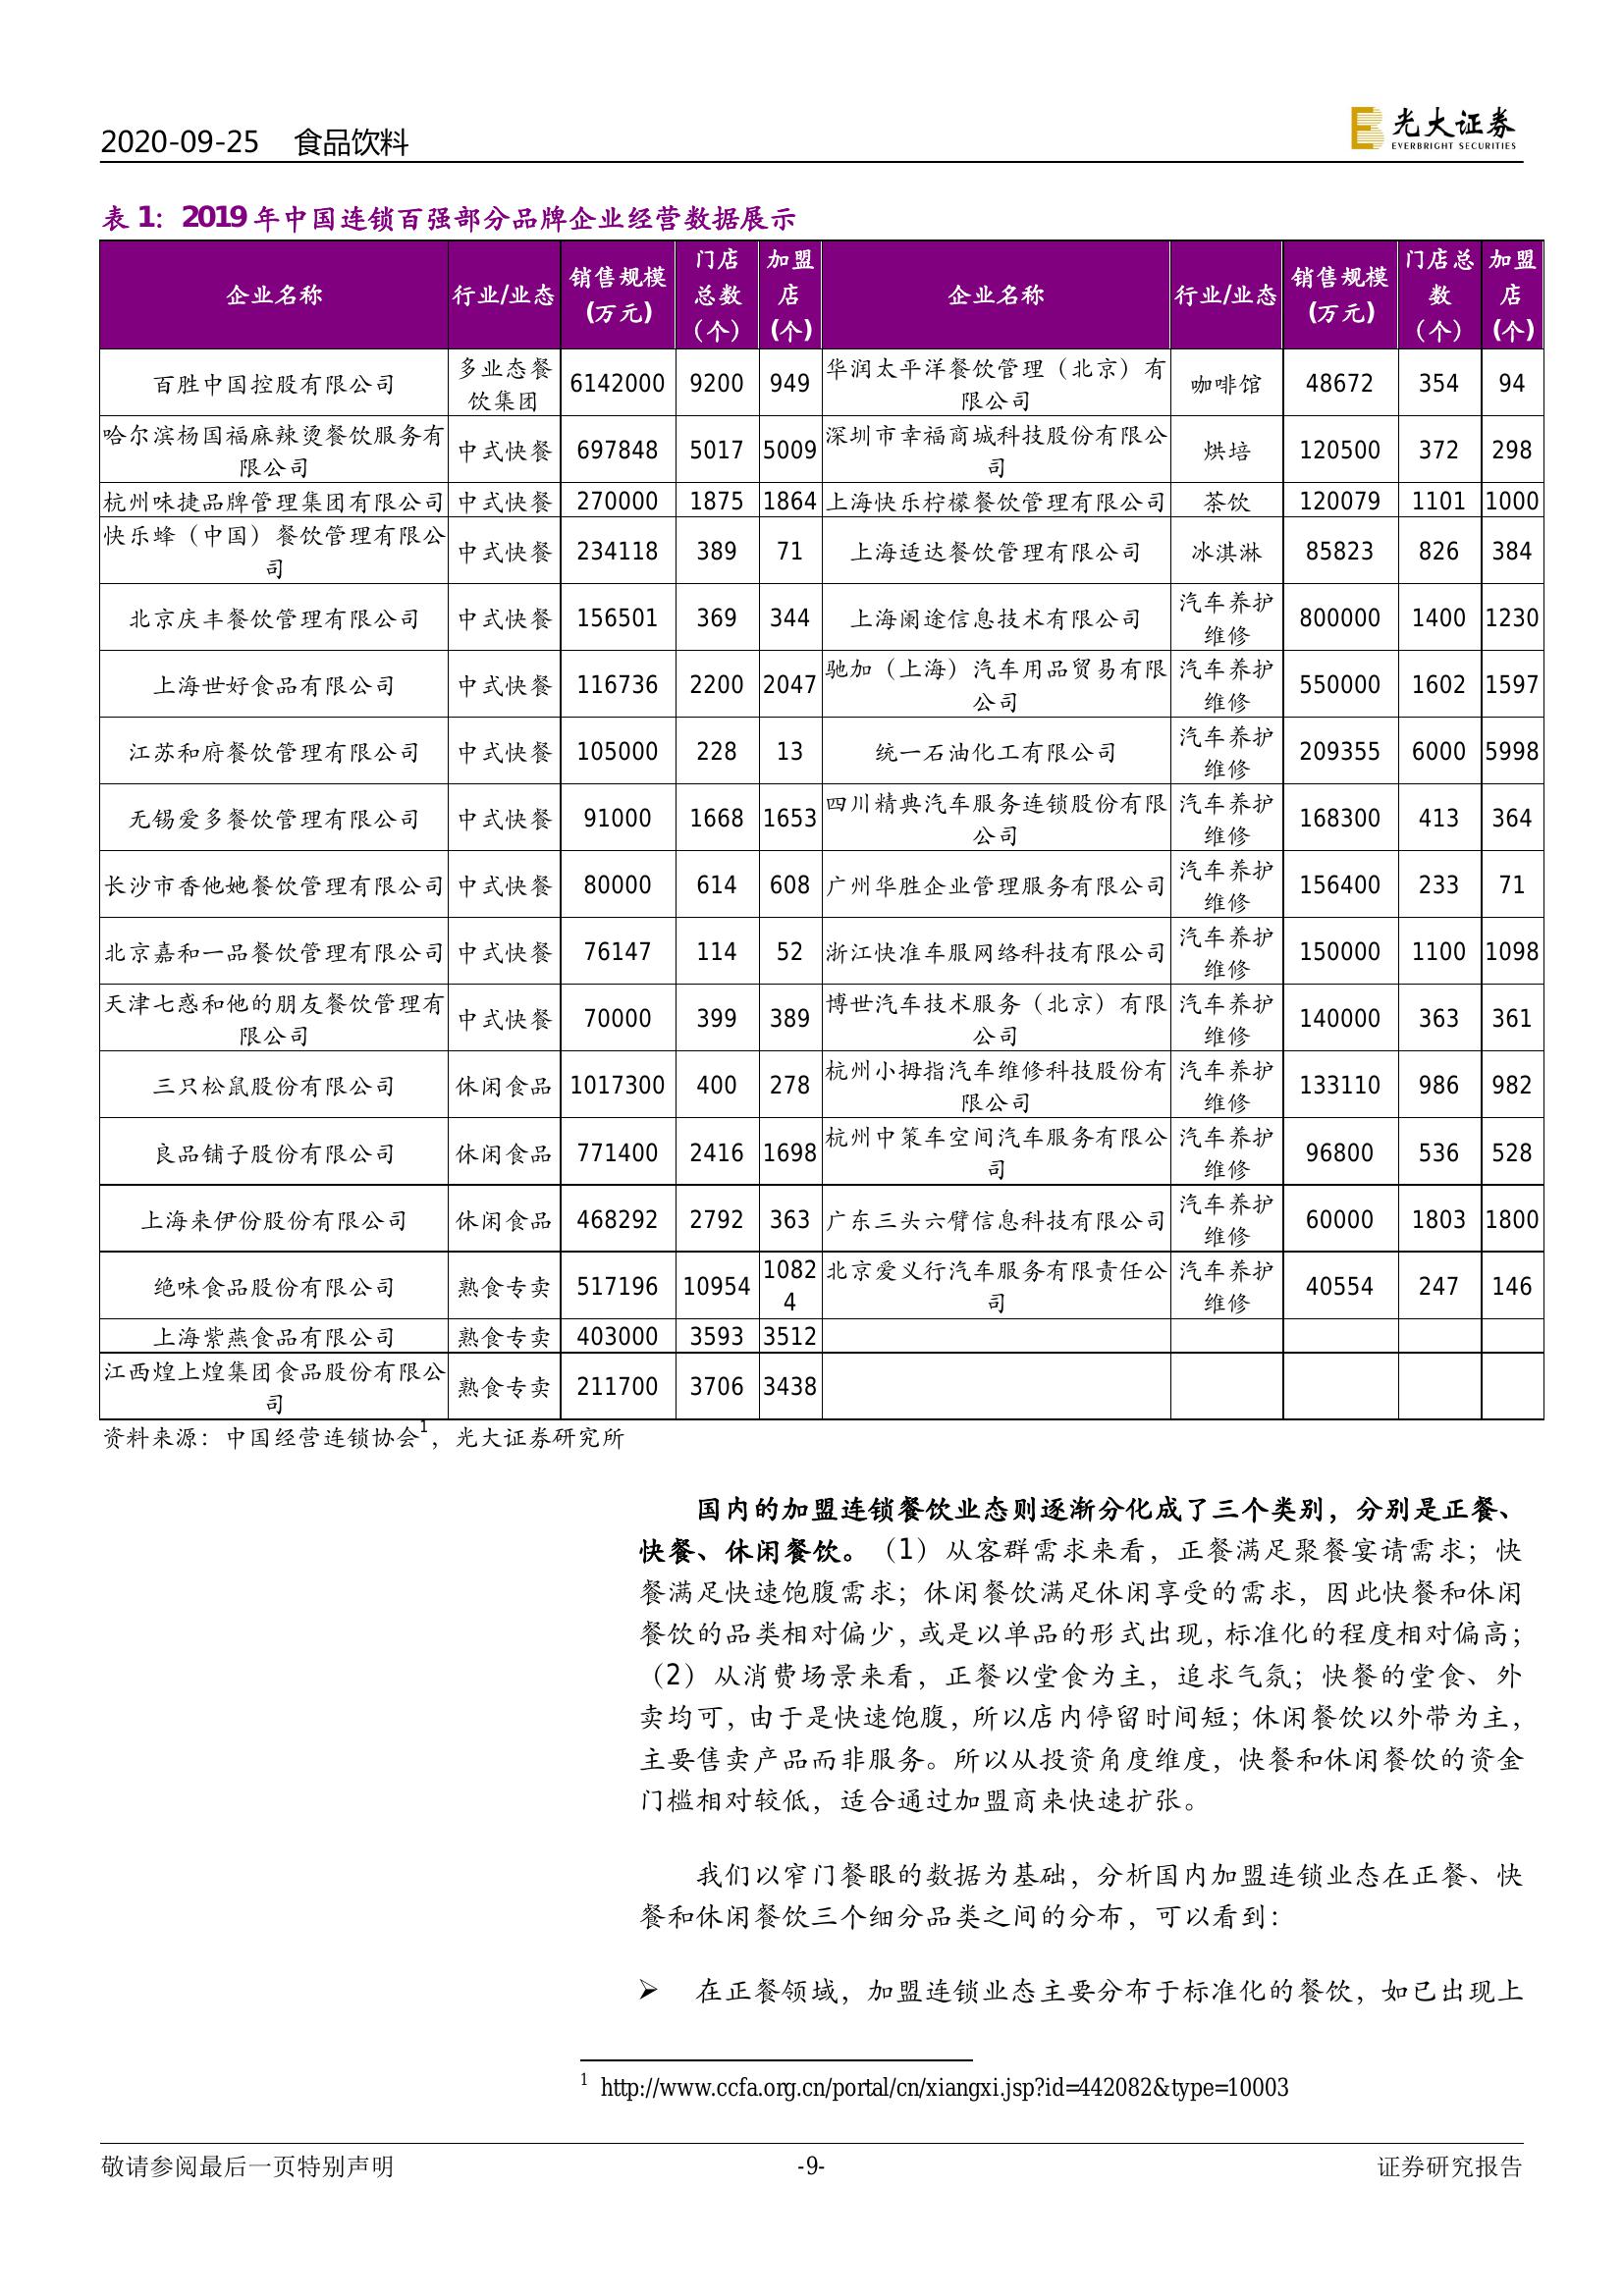 2020-09-25 食品饮料
光大证券
EVERBRIGHT SECURITIES
表 1：2019 年中国连锁百强部分品牌企业经营数据展示
企业名称 行业/业态 销售规模(万元) 门店总数（个） 加盟店(个) 企业名称 行业/业态 销售规模(万元) 门店总数（个） 加盟店(个)
百胜中国控股有限公司 多业态餐饮集团 6142000 9200 949 华润太平洋餐饮管理（北京）有限公司 咖啡馆 48672 354 94
哈尔滨杨国福麻辣烫餐饮服务有限公司 中式快餐 697848 5017 5009 深圳市幸福商城科技股份有限公司 烘培 120500 372 298
杭州味捷品牌管理集团有限公司 中式快餐 270000 1875 1864 上海快乐柠檬餐饮管理有限公司 茶饮 120079 1101 1000
快乐蜂（中国）餐饮管理有限公司 中式快餐 234118 389 71 上海适达餐饮管理有限公司 冰淇淋 85823 826 384
北京庆丰餐饮管理有限公司 中式快餐 156501 369 344 上海阑途信息技术有限公司 汽车养护维修 800000 1400 1230
上海世好食品有限公司 中式快餐 116736 2200 2047 驰加（上海）汽车用品贸易有限公司 汽车养护维修 550000 1602 1597
江苏和府餐饮管理有限公司 中式快餐 105000 228 13 统一石油化工有限公司 汽车养护维修 209355 6000 5998
无锡爱多餐饮管理有限公司 中式快餐 91000 1668 1653 四川精典汽车服务连锁股份有限公司 汽车养护维修 168300 413 364
长沙市香他她餐饮管理有限公司 中式快餐 80000 614 608 广州华胜企业管理服务有限公司 汽车养护维修 156400 233 71
北京嘉和一品餐饮管理有限公司 中式快餐 76147 114 52 浙江快准车服网络科技有限公司 汽车养护维修 150000 1100 1098
天津七惑和他的朋友餐饮管理有限公司 中式快餐 70000 399 389 博世汽车技术服务（北京）有限公司 汽车养护维修 140000 363 361
三只松鼠股份有限公司 休闲食品 1017300 400 278 杭州小拇指汽车维修科技股份有限公司 汽车养护维修 133110 986 982
良品铺子股份有限公司 休闲食品 771400 2416 1698 杭州中策车空间汽车服务有限公司 汽车养护维修 96800 536 528
上海来伊份股份有限公司 休闲食品 468292 2792 363 广东三头六臂信息科技有限公司 汽车养护维修 60000 1803 1800
绝味食品股份有限公司 熟食专卖 517196 10954 10824 北京爱义行汽车服务有限责任公司 汽车养护维修 40554 247 146
上海紫燕食品有限公司 熟食专卖 403000 3593 3512
江西煌上煌集团食品股份有限公司 熟食专卖 211700 3706 3438
资料来源：中国经营连锁协会1，光大证券研究所
国内的加盟连锁餐饮业态则逐渐分化成了三个类别，分别是正餐、
快餐、休闲餐饮。（1）从客群需求来看，正餐满足聚餐宴请需求；快
餐满足快速饱腹需求；休闲餐饮满足休闲享受的需求，因此快餐和休闲
餐饮的品类相对偏少，或是以单品的形式出现，标准化的程度相对偏高；
（2）从消费场景来看，正餐以堂食为主，追求气氛；快餐的堂食、外
卖均可，由于是快速饱腹，所以店内停留时间短；休闲餐饮以外带为主，
主要售卖产品而非服务。所以从投资角度维度，快餐和休闲餐饮的资金
门槛相对较低，适合通过加盟商来快速扩张。
我们以窄门餐眼的数据为基础，分析国内加盟连锁业态在正餐、快
餐和休闲餐饮三个细分品类之间的分布，可以看到：
➢ 在正餐领域，加盟连锁业态主要分布于标准化的餐饮，如已出现上
1 http://www.ccfa.org.cn/portal/cn/xiangxi.jsp?id=442082&type=10003
敬请参阅最后一页特别声明 -9- 证券研究报告